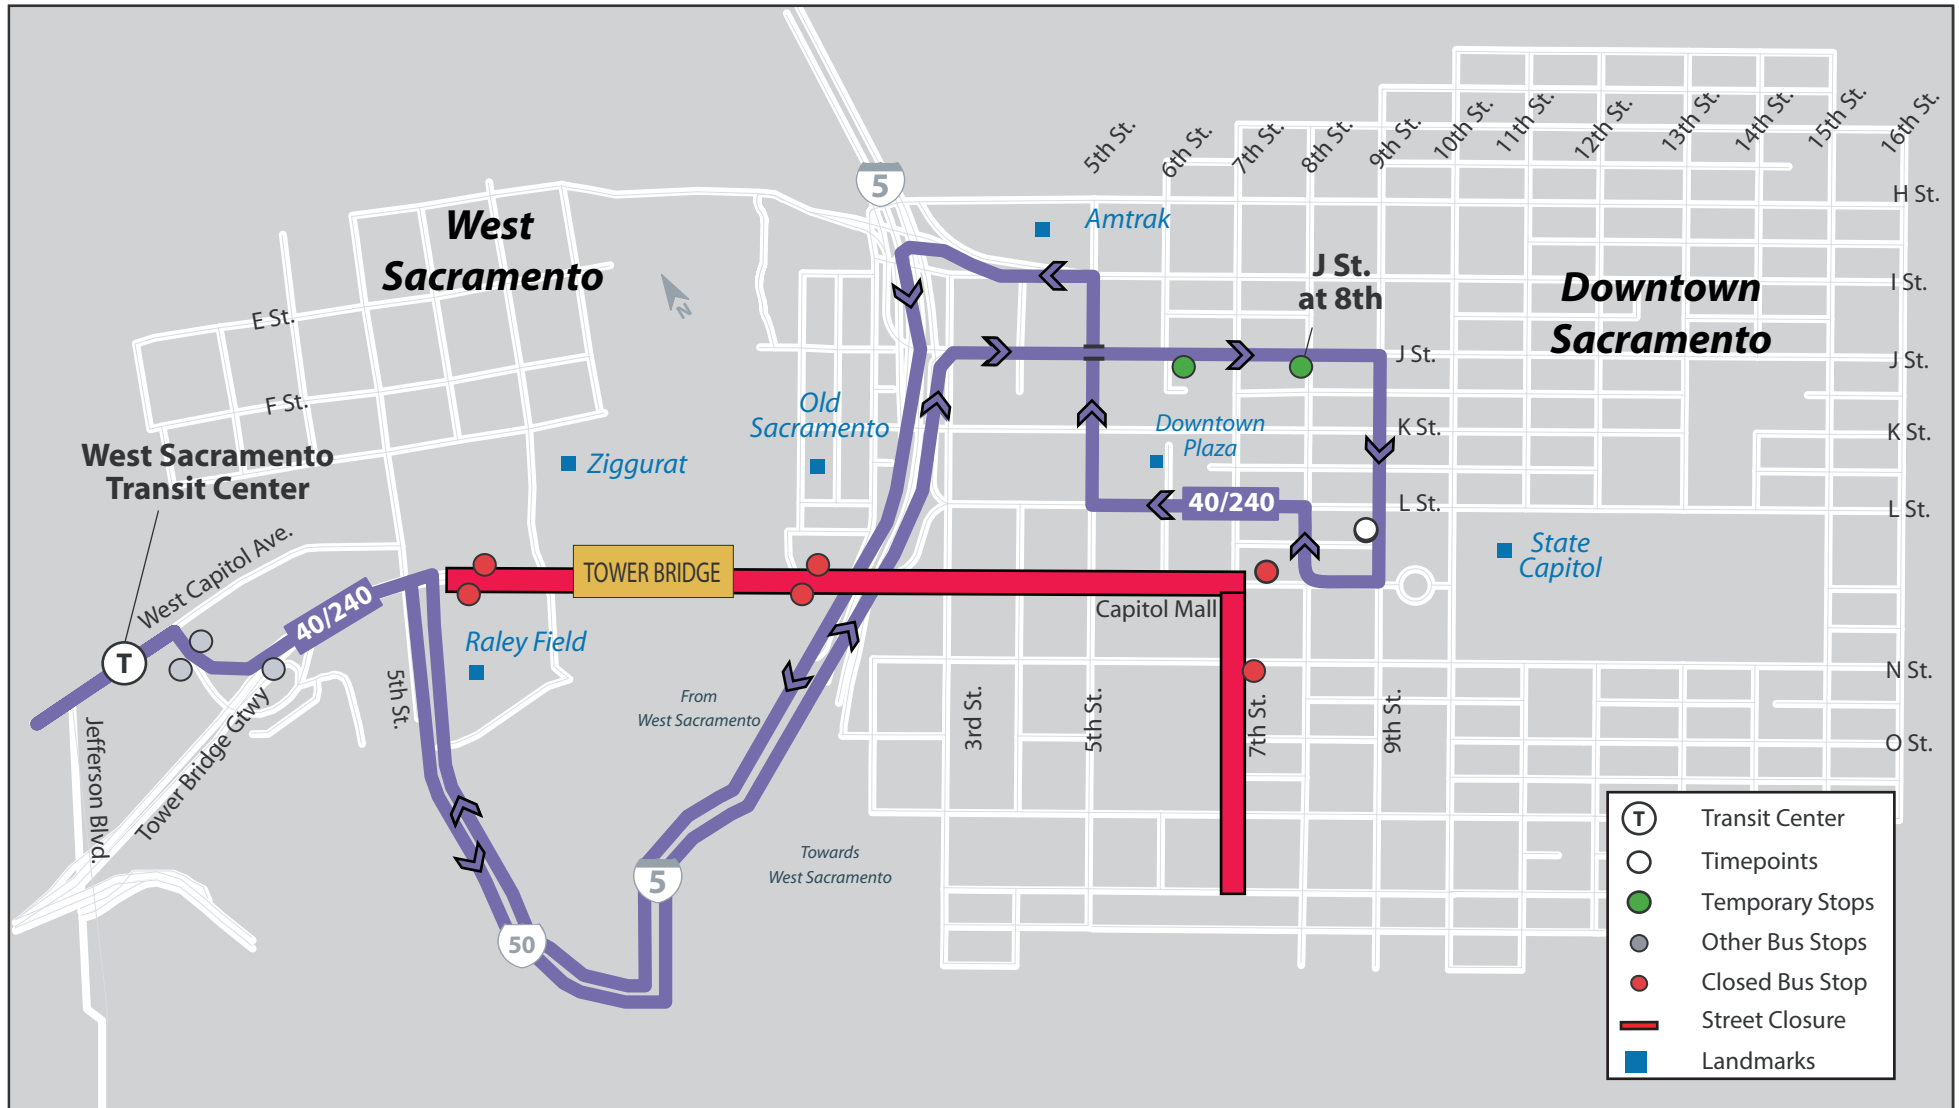 5th St.
6th St.
7th St.
8th St.
9th St.
10th St.
11th St.
12th St.
13th St.
14th St.
15th St.
16th St.
5
H St.
West
Sacramento
Amtrak
J St.
at 8th
I St.
Downtown
Sacramento
N
E St.
J St.
J St.
F St.
Old
Sacramento
Downtown
Plaza
K St.
K St.
West Sacramento
Transit Center
Ziggurat
40/240
L St.
L St.
West Capitol Ave.
State
Capitol
TOWER BRIDGE
40/240
Capitol Mall
T
Raley Field
N St.
5th St.
From
West Sacramento
3rd St.
5th St.
7th St.
9th St.
O St.
Jefferson Blvd.
Tower Bridge Gtwy
Towards
West Sacramento
5
50
T Transit Center
Timepoints
Temporary Stops
Other Bus Stops
Closed Bus Stop
Street Closure
Landmarks